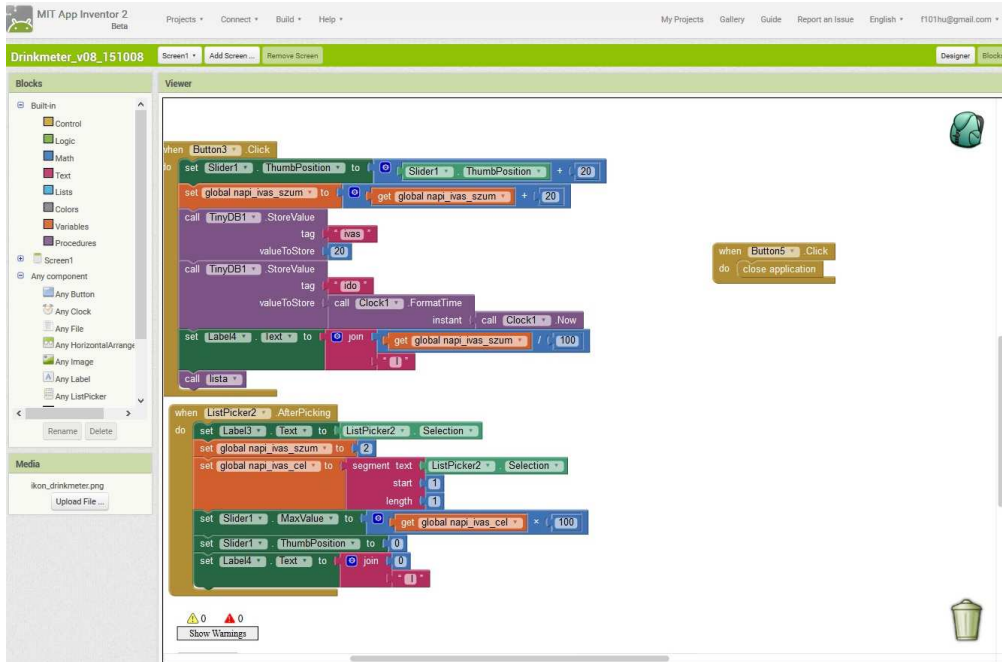 MIT App Inventor 2
Beta
Projects Connect Build Help My Projects Gallery Guide Report an Issue English f101hu@gmail.com
Drinkmeter_v08_151008 Screen1 Add Screen ... Remove Screen Designer Blocks
Blocks
Built-in
Control
Logic
Math
Text
Lists
Colors
Variables
Procedures
Screen1
Any component
Any Button
Any Clock
Any File
Any HorizontalArrange
Any Image
Any Label
Any ListPicker
Rename Delete
Media
ikon_drinkmeter.png
Upload File ...
Viewer
when Button3 .Click
do set Slider1 . ThumbPosition to Slider1 . ThumbPosition + 20
set global napi_ivas_szum to get global napi_ivas_szum + 20
call TinyDB1 .StoreValue
tag " ivas "
valueToStore 20
call TinyDB1 .StoreValue
tag " ido "
valueToStore call Clock1 .FormatTime
instant call Clock1 .Now
set Label4 . Text to join get global napi_ivas_szum / 100
" l "
call lista
when ListPicker2 .AfterPicking
do set Label3 . Text to ListPicker2 . Selection
set global napi_ivas_szum to 2
set global napi_ivas_cel to segment text ListPicker2 . Selection
start 1
length 1
set Slider1 . MaxValue to get global napi_ivas_cel × 100
set Slider1 . ThumbPosition to 0
set Label4 . Text to join 0
" l "
0 0
Show Warnings
when Button5 .Click
do close application